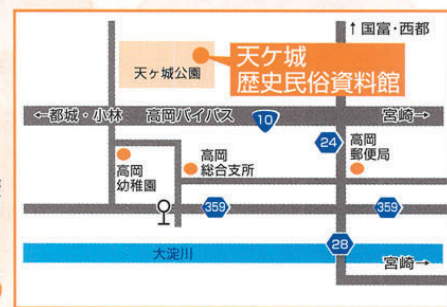 ↑国富・西都
天ケ城
歴史民俗資料館
天ヶ城公園
←都城・小林
高岡バイパス
10
宮崎→
24
高岡
郵便局
高岡
幼稚園
高岡
総合支所
359
359
大淀川
28
宮崎→